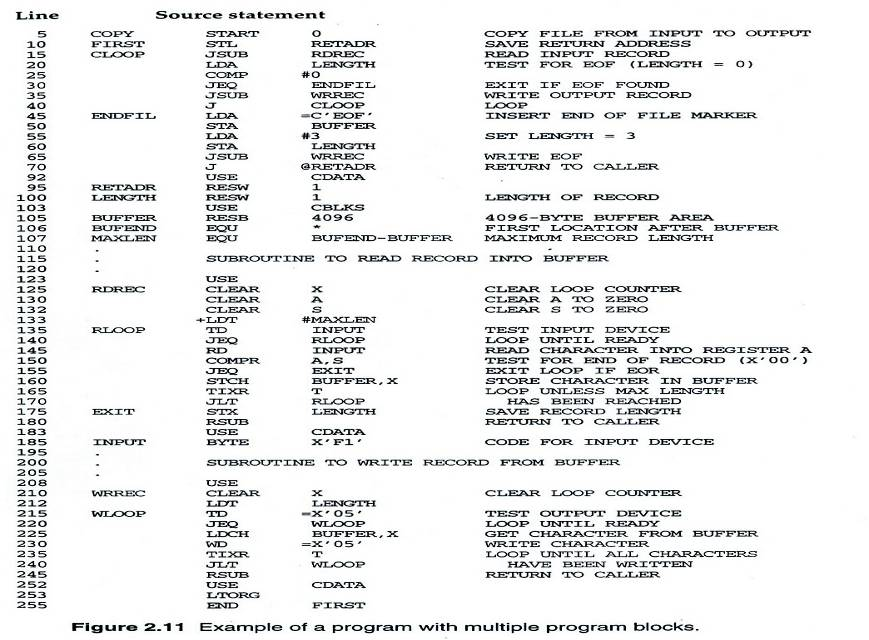 Line Source statement
5 COPY START 0 COPY FILE FROM INPUT TO OUTPUT
10 FIRST STL RETADR SAVE RETURN ADDRESS
15 CLOOP JSUB RDREC READ INPUT RECORD
20 LDA LENGTH TEST FOR EOF (LENGTH = 0)
25 COMP #0
30 JEQ ENDFIL EXIT IF EOF FOUND
35 JSUB WRREC WRITE OUTPUT RECORD
40 J CLOOP LOOP
45 ENDFIL LDA =C'EOF' INSERT END OF FILE MARKER
50 STA BUFFER
55 LDA #3 SET LENGTH = 3
60 STA LENGTH
65 JSUB WRREC WRITE EOF
70 J @RETADR RETURN TO CALLER
92 USE CDATA
95 RETADR RESW 1
100 LENGTH RESW 1 LENGTH OF RECORD
103 USE CBLKS
105 BUFFER RESB 4096 4096-BYTE BUFFER AREA
106 BUFEND EQU * FIRST LOCATION AFTER BUFFER
107 MAXLEN EQU BUFEND-BUFFER MAXIMUM RECORD LENGTH
110 .
115 . SUBROUTINE TO READ RECORD INTO BUFFER
120 .
123 USE
125 RDREC CLEAR X CLEAR LOOP COUNTER
130 CLEAR A CLEAR A TO ZERO
132 CLEAR S CLEAR S TO ZERO
133 +LDT #MAXLEN
135 RLOOP TD INPUT TEST INPUT DEVICE
140 JEQ RLOOP LOOP UNTIL READY
145 RD INPUT READ CHARACTER INTO REGISTER A
150 COMPR A,S TEST FOR END OF RECORD (X'00')
155 JEQ EXIT EXIT LOOP IF EOR
160 STCH BUFFER,X STORE CHARACTER IN BUFFER
165 TIXR T LOOP UNLESS MAX LENGTH
170 JLT RLOOP HAS BEEN REACHED
175 EXIT STX LENGTH SAVE RECORD LENGTH
180 RSUB RETURN TO CALLER
183 USE CDATA
185 INPUT BYTE X'F1' CODE FOR INPUT DEVICE
195 .
200 . SUBROUTINE TO WRITE RECORD FROM BUFFER
205 .
208 USE
210 WRREC CLEAR X CLEAR LOOP COUNTER
212 LDT LENGTH
215 WLOOP TD =X'05' TEST OUTPUT DEVICE
220 JEQ WLOOP LOOP UNTIL READY
225 LDCH BUFFER,X GET CHARACTER FROM BUFFER
230 WD =X'05' WRITE CHARACTER
235 TIXR T LOOP UNTIL ALL CHARACTERS
240 JLT WLOOP HAVE BEEN WRITTEN
245 RSUB RETURN TO CALLER
252 USE CDATA
253 LTORG
255 END FIRST
Figure 2.11 Example of a program with multiple program blocks.